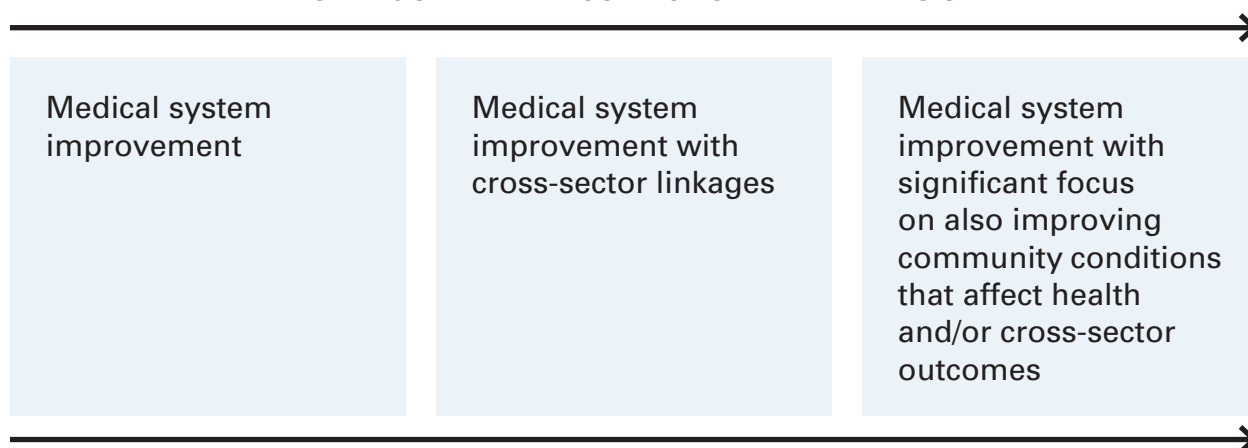 Medical system
improvement
Medical system
improvement with
cross-sector linkages
Medical system
improvement with
significant focus
on also improving
community conditions
that affect health
and/or cross-sector
outcomes